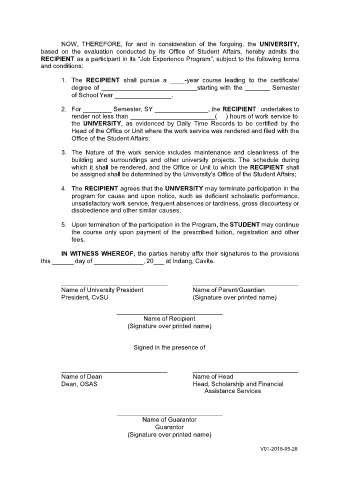 NOW, THEREFORE, for and in consideration of the forgoing, the UNIVERSITY,
based on the evaluation conducted by its Office of Student Affairs, hereby admits the
RECIPIENT as a participant in its "Job Experience Program", subject to the following terms
and conditions:
1. The RECIPIENT shall pursue a ____-year course leading to the certificate/
degree of ____________________________starting with the _______ Semester
of School Year ________________.
2. For ________ Semester, SY ________________, the RECIPIENT undertakes to
render not less than ________________________( ) hours of work service to
the UNIVERSITY, as evidenced by Daily Time Records to be certified by the
Head of the Office or Unit where the work service was rendered and filed with the
Office of the Student Affairs;
3. The Nature of the work service includes maintenance and cleanliness of the
building and surroundings and other university projects. The schedule during
which it shall be rendered, and the Office or Unit to which the RECIPIENT shall
be assigned shall be determined by the University's Office of the Student Affairs;
4. The RECIPIENT agrees that the UNIVERSITY may terminate participation in the
program for cause and upon notice, such as deficient scholastic performance,
unsatisfactory work service, frequent absences or tardiness, gross discourtesy or
disobedience and other similar causes;
5. Upon termination of the participation in the Program, the STUDENT may continue
the course only upon payment of the prescribed tuition, registration and other
fees.
IN WITNESS WHEREOF, the parties hereby affix their signatures to the provisions
this ______ day of ______________, 20___ at Indang, Cavite.
Name of University President
Name of Parent/Guardian
President, CvSU
(Signature over printed name)
Name of Recipient
(Signature over printed name)
Signed in the presence of
Name of Dean
Name of Head
Dean, OSAS
Head, Scholarship and Financial
Assistance Services
Name of Guarantor
Guarantor
(Signature over printed name)
V01-2018-05-28